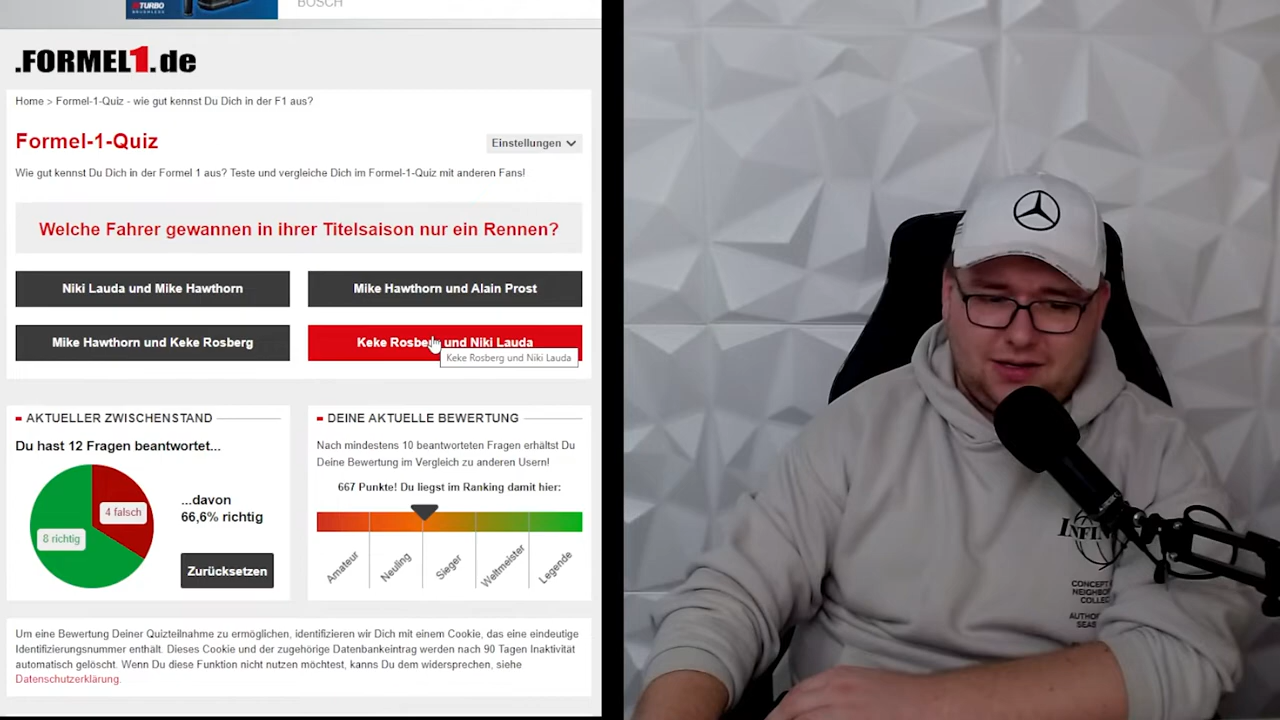 TURBO
BRUSHLESS
BOSCH
.FORMEL1.de
Home > Formel-1-Quiz - wie gut kennst Du Dich in der F1 aus?
Formel-1-Quiz
Einstellungen
Wie gut kennst Du Dich in der Formel 1 aus? Teste und vergleiche Dich im Formel-1-Quiz mit anderen Fans!
Welche Fahrer gewannen in ihrer Titelsaison nur ein Rennen?
Niki Lauda und Mike Hawthorn
Mike Hawthorn und Alain Prost
Mike Hawthorn und Keke Rosberg
Keke Rosberg und Niki Lauda
Keke Rosberg und Niki Lauda
AKTUELLER ZWISCHENSTAND
Du hast 12 Fragen beantwortet...
4 falsch
8 richtig
...davon
66,6% richtig
Zurücksetzen
DEINE AKTUELLE BEWERTUNG
Nach mindestens 10 beantworteten Fragen erhältst Du
Deine Bewertung im Vergleich zu anderen Usern!
667 Punkte! Du liegst im Ranking damit hier:
Amateur
Neuling
Sieger
Weltmeister
Legende
Um eine Bewertung Deiner Quizteilnahme zu ermöglichen, identifizieren wir Dich mit einem Cookie, das eine eindeutige
Identifizierungsnummer enthält. Dieses Cookie und der zugehörige Datenbankeintrag werden nach 90 Tagen Inaktivität
automatisch gelöscht. Wenn Du diese Funktion nicht nutzen möchtest, kanns Du dem widersprechen, siehe
Datenschutzerklärung.
INFIN
CONCEPT
NEIGHBO
COLLEC
AUTHO
SEAS